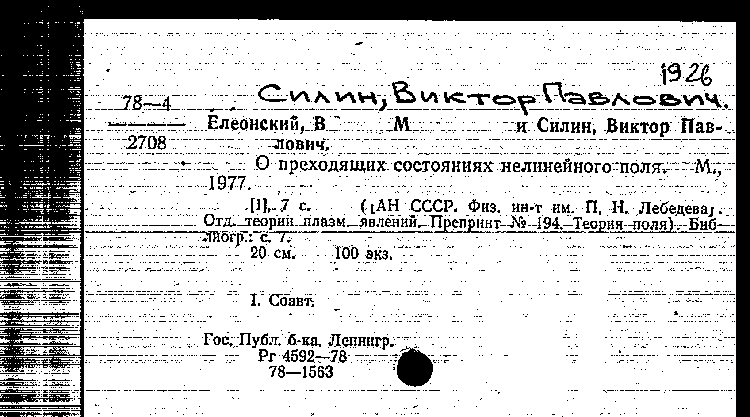 1926
Силин, Виктор Павлович.
78—4
2708
Елеонский, В М и Силин, Виктор Пав-
лович.
О преходящих состояниях нелинейного поля. М.,
1977.
[1], 7 с. ([АН СССР. Физ. ин-т им. П. Н. Лебедева].
Отд. теории плазм. явлений. Препринт № 194. Теория поля). Биб-
лиогр.: с. 7.
20 см. 100 экз.
I. Соавт.
Гос. Публ. б-ка. Ленингр.
Рг 4592—78
78—1563